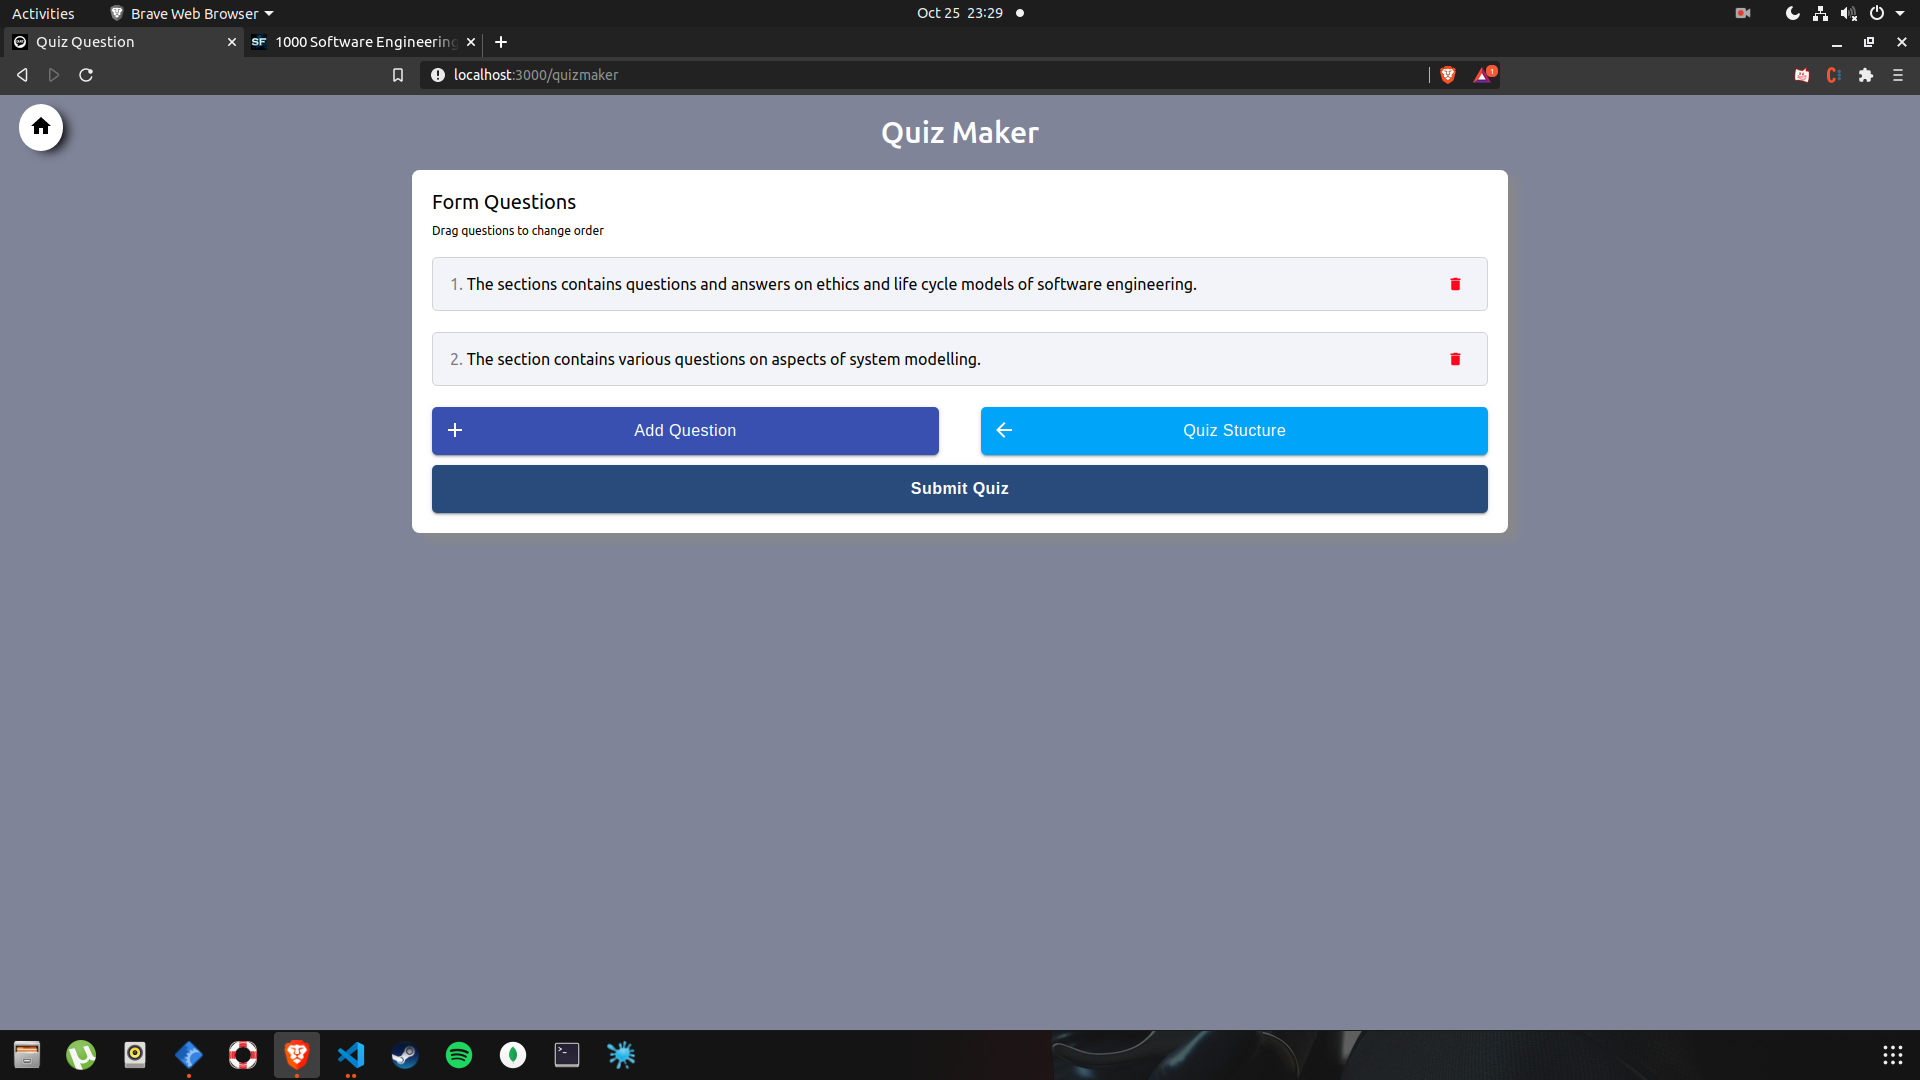 Activities
Brave Web Browser
Oct 25 23:29
Quiz Question
SF
1000 Software Engineering
localhost:3000/quizmaker
1
Quiz Maker
Form Questions
Drag questions to change order
1. The sections contains questions and answers on ethics and life cycle models of software engineering.
2. The section contains various questions on aspects of system modelling.
Add Question
Quiz Stucture
Submit Quiz